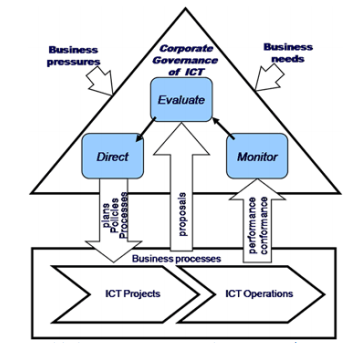 Business
pressures
Corporate
Governance
of ICT
Business
needs
Evaluate
Direct
Monitor
plans
Policies
Processes
proposals
performance
conformance
Business processes
ICT Projects
ICT Operations